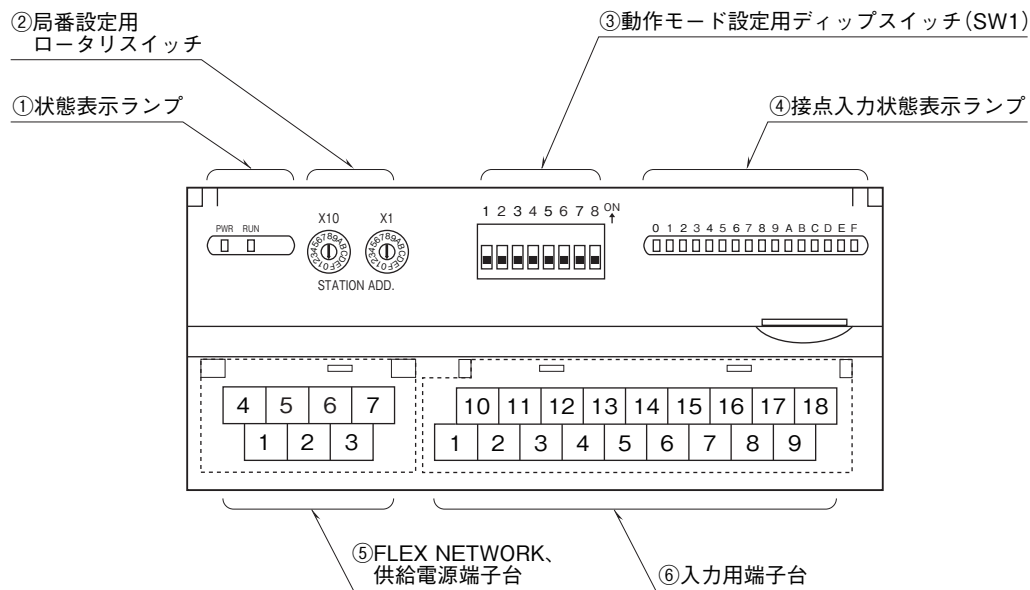 ②局番設定用
ロータリスイッチ
③動作モード設定用ディップスイッチ(SW1)
①状態表示ランプ
④接点入力状態表示ランプ
PWR RUN
X10 X1
0123456789ABCDEF
0123456789ABCDEF
STATION ADD.
1 2 3 4 5 6 7 8 ON
↑
0 1 2 3 4 5 6 7 8 9 A B C D E F
4 5 6 7
1 2 3
10 11 12 13 14 15 16 17 18
1 2 3 4 5 6 7 8 9
⑤FLEX NETWORK、
供給電源端子台
⑥入力用端子台